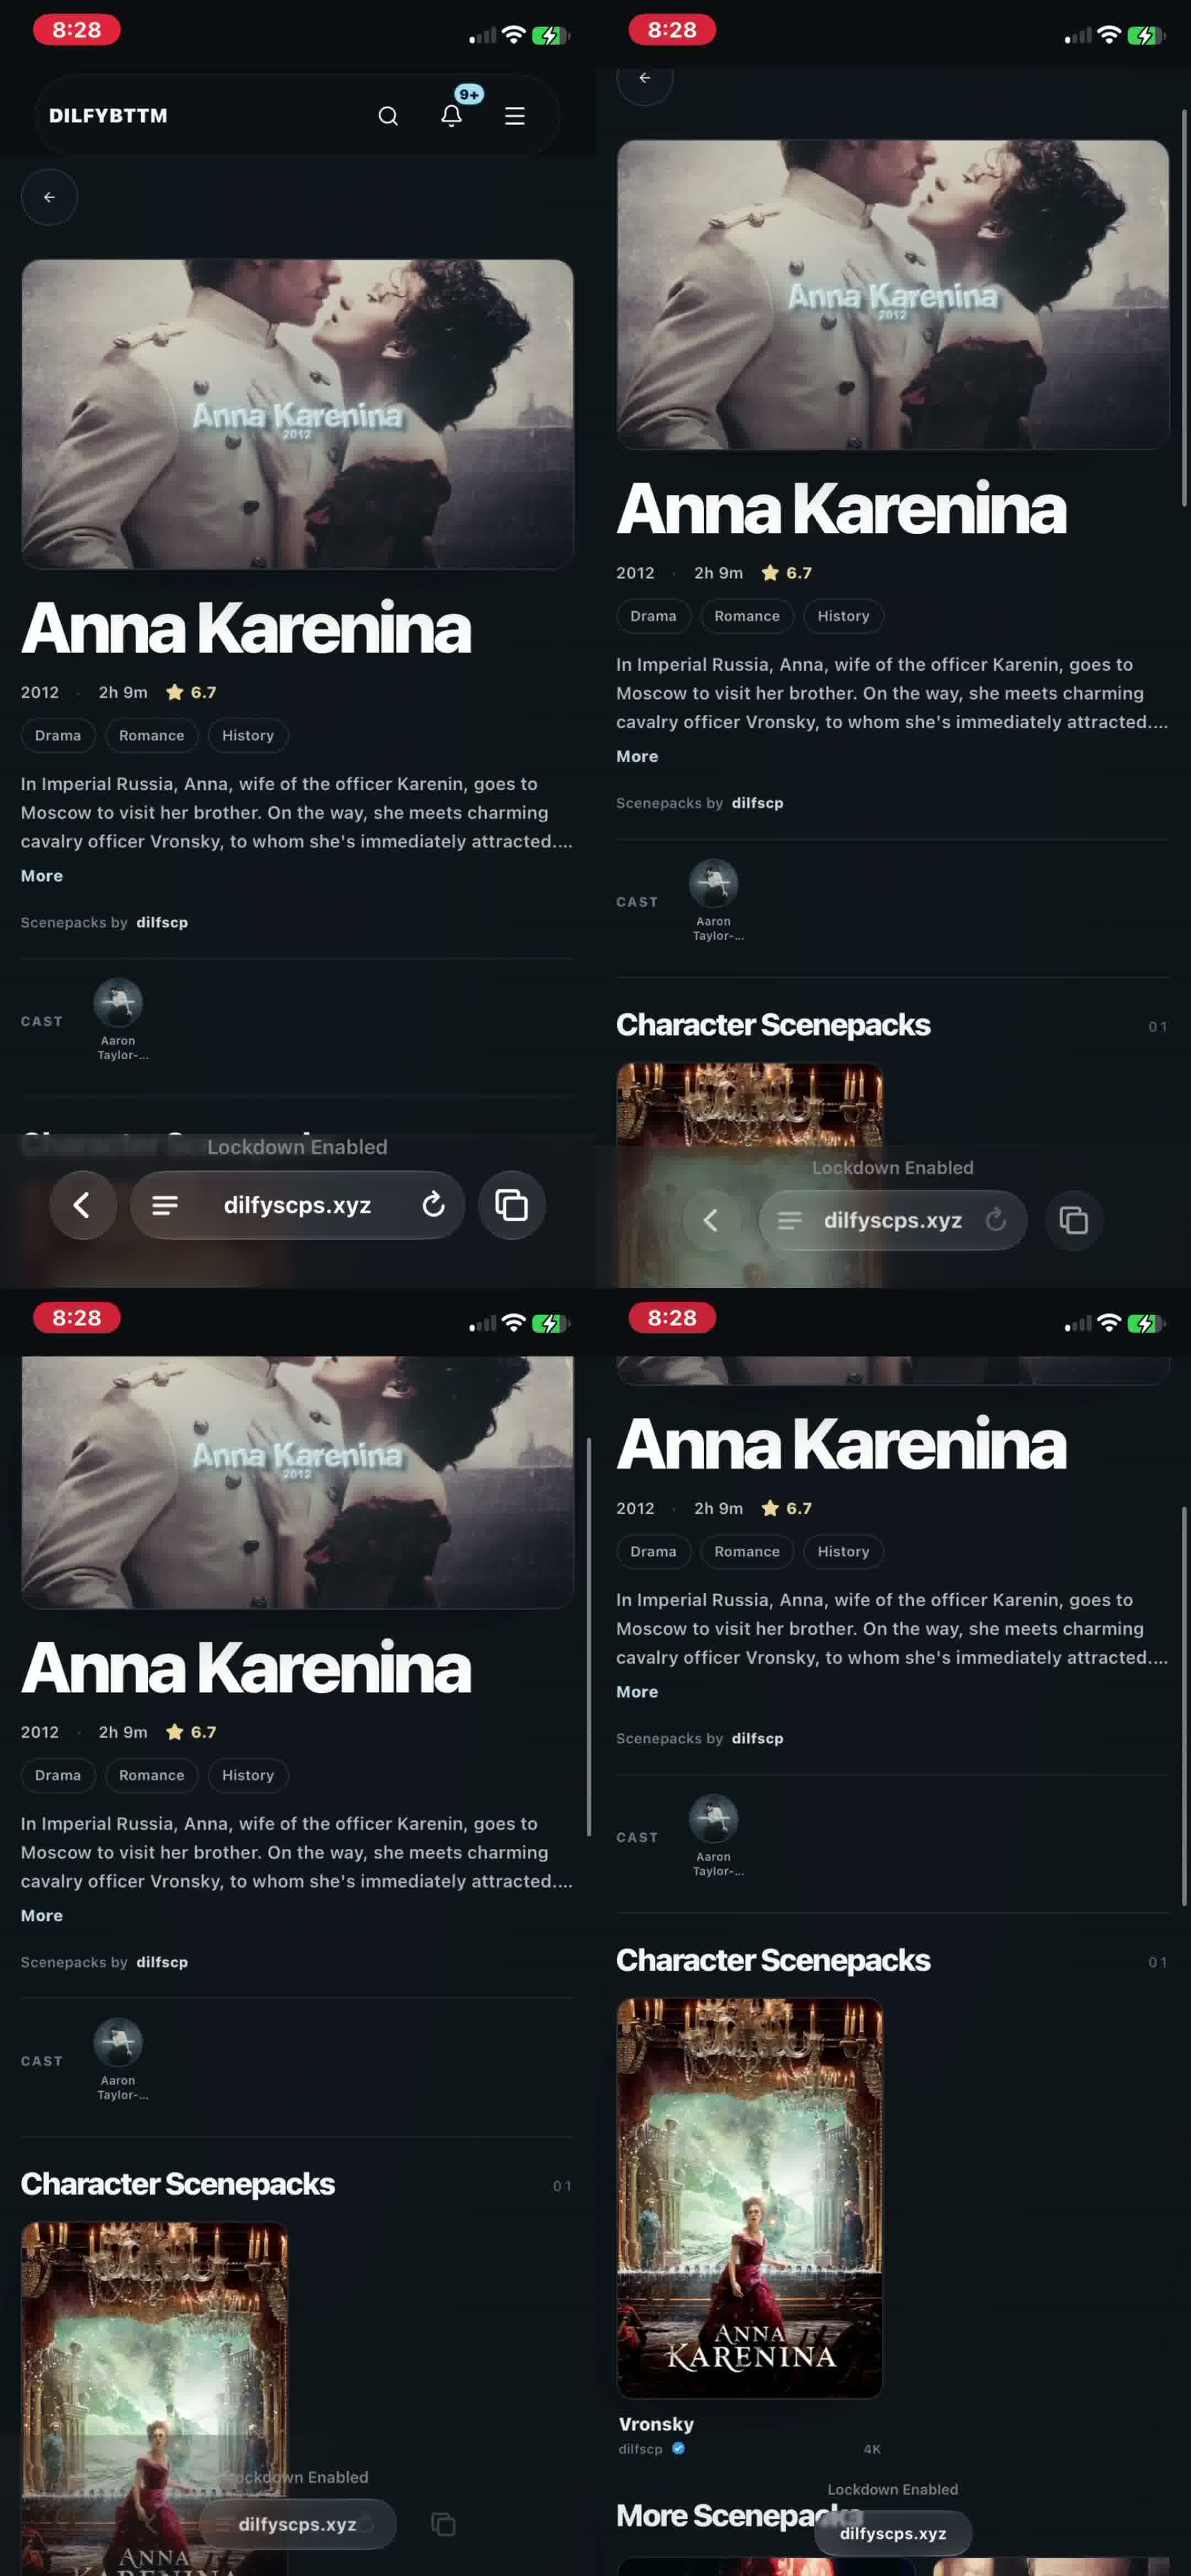 8:28
DILFYBTTM
9+
Anna Karenina
2012
Anna Karenina
2012 · 2h 9m 6.7
Drama Romance History
In Imperial Russia, Anna, wife of the officer Karenin, goes to
Moscow to visit her brother. On the way, she meets charming
cavalry officer Vronsky, to whom she's immediately attracted....
More
Scenepacks by dilfscp
CAST
Aaron
Taylor-...
Lockdown Enabled
dilfyscps.xyz
8:28
Anna Karenina
2012
Anna Karenina
2012 · 2h 9m 6.7
Drama Romance History
In Imperial Russia, Anna, wife of the officer Karenin, goes to
Moscow to visit her brother. On the way, she meets charming
cavalry officer Vronsky, to whom she's immediately attracted....
More
Scenepacks by dilfscp
CAST
Aaron
Taylor-...
Character Scenepacks 01
Lockdown Enabled
dilfyscps.xyz
8:28
Anna Karenina
2012
Anna Karenina
2012 · 2h 9m 6.7
Drama Romance History
In Imperial Russia, Anna, wife of the officer Karenin, goes to
Moscow to visit her brother. On the way, she meets charming
cavalry officer Vronsky, to whom she's immediately attracted....
More
Scenepacks by dilfscp
CAST
Aaron
Taylor-...
Character Scenepacks 01
Lockdown Enabled
dilfyscps.xyz
ANNA
KARENINA
8:28
Anna Karenina
2012 · 2h 9m 6.7
Drama Romance History
In Imperial Russia, Anna, wife of the officer Karenin, goes to
Moscow to visit her brother. On the way, she meets charming
cavalry officer Vronsky, to whom she's immediately attracted....
More
Scenepacks by dilfscp
CAST
Aaron
Taylor-...
Character Scenepacks 01
ANNA
KARENINA
Vronsky
dilfscp 4K
Lockdown Enabled
More Scenepacks
dilfyscps.xyz